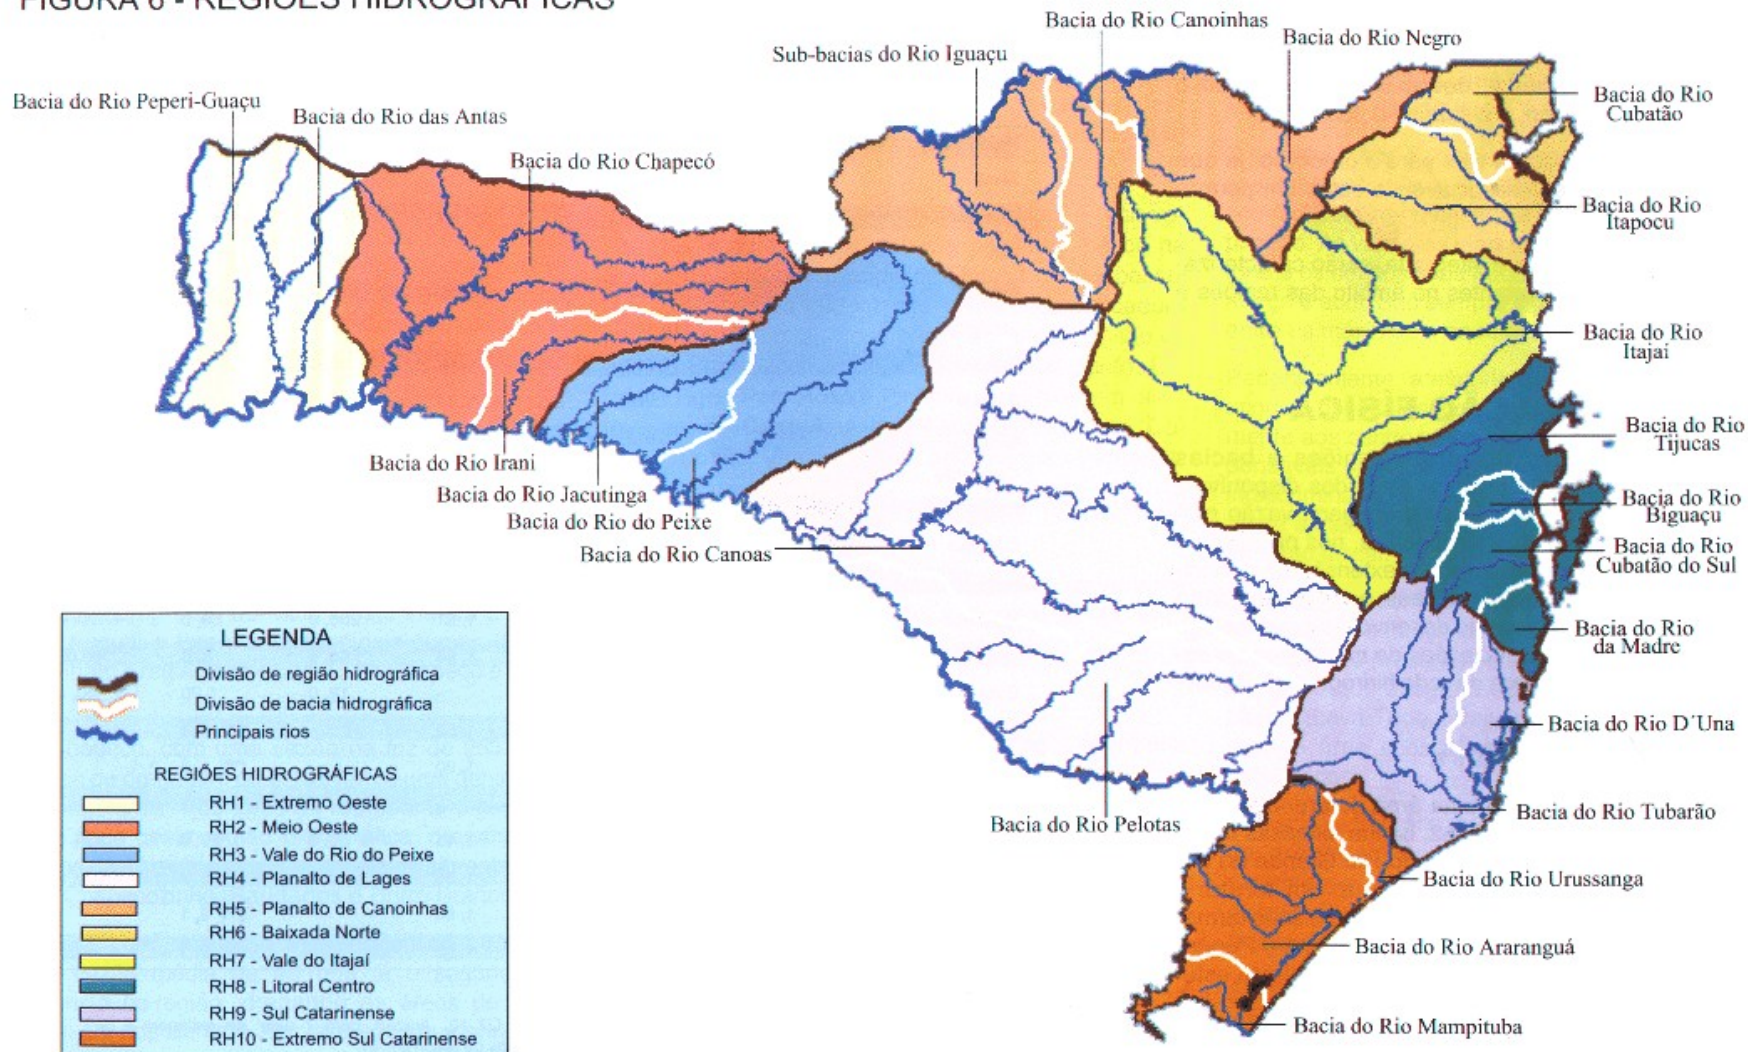 FIGURA 6 - REGIÕES HIDROGRÁFICAS
Bacia do Rio Canoinhas
Bacia do Rio Negro
Sub-bacias do Rio Iguaçu
Bacia do Rio Peperi-Guaçu
Bacia do Rio das Antas
Bacia do Rio Chapecó
Bacia do Rio
Cubatão
Bacia do Rio
Itapocu
Bacia do Rio
Itajaí
Bacia do Rio
Tijucas
Bacia do Rio Irani
Bacia do Rio Jacutinga
Bacia do Rio do Peixe
Bacia do Rio Canoas
Bacia do Rio
Biguaçu
Bacia do Rio
Cubatão do Sul
Bacia do Rio
da Madre
Bacia do Rio D´Una
Bacia do Rio Tubarão
Bacia do Rio Pelotas
Bacia do Rio Urussanga
Bacia do Rio Araranguá
Bacia do Rio Mampituba
LEGENDA
Divisão de região hidrográfica
Divisão de bacia hidrográfica
Principais rios
REGIÕES HIDROGRÁFICAS
RH1 - Extremo Oeste
RH2 - Meio Oeste
RH3 - Vale do Rio do Peixe
RH4 - Planalto de Lages
RH5 - Planalto de Canoinhas
RH6 - Baixada Norte
RH7 - Vale do Itajaí
RH8 - Litoral Centro
RH9 - Sul Catarinense
RH10 - Extremo Sul Catarinense